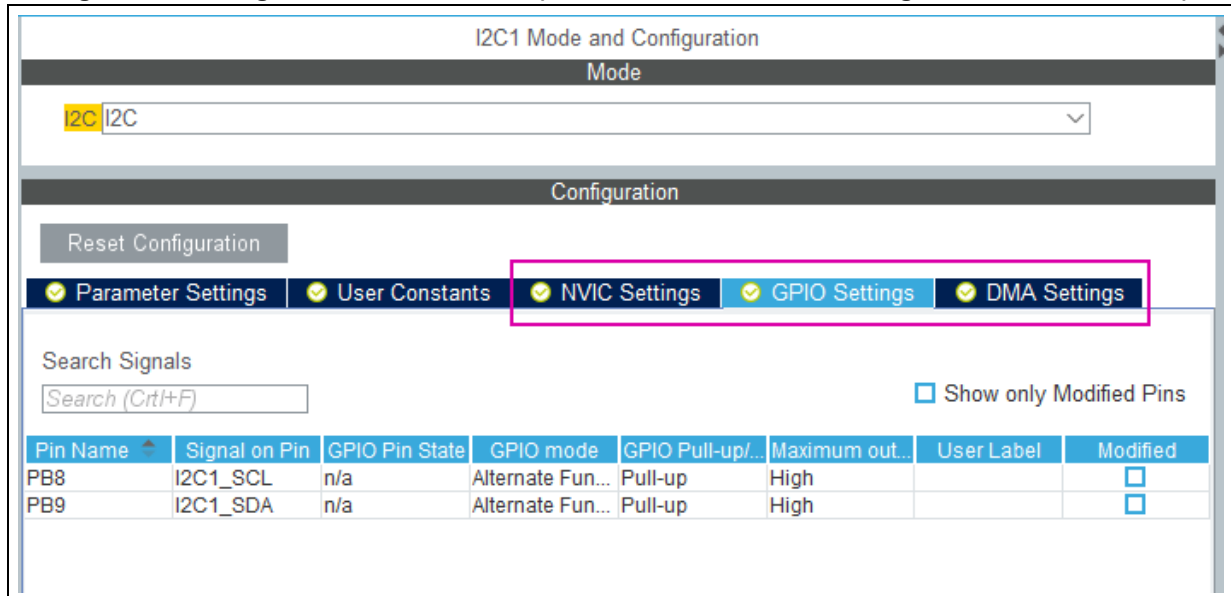 I2C1 Mode and Configuration
Mode
I2C I2C
Configuration
Reset Configuration
Parameter Settings User Constants NVIC Settings GPIO Settings DMA Settings
Search Signals
Search (Crtl+F) Show only Modified Pins
Pin Name Signal on Pin GPIO Pin State GPIO mode GPIO Pull-up/... Maximum out... User Label Modified
PB8 I2C1_SCL n/a Alternate Fun... Pull-up High
PB9 I2C1_SDA n/a Alternate Fun... Pull-up High